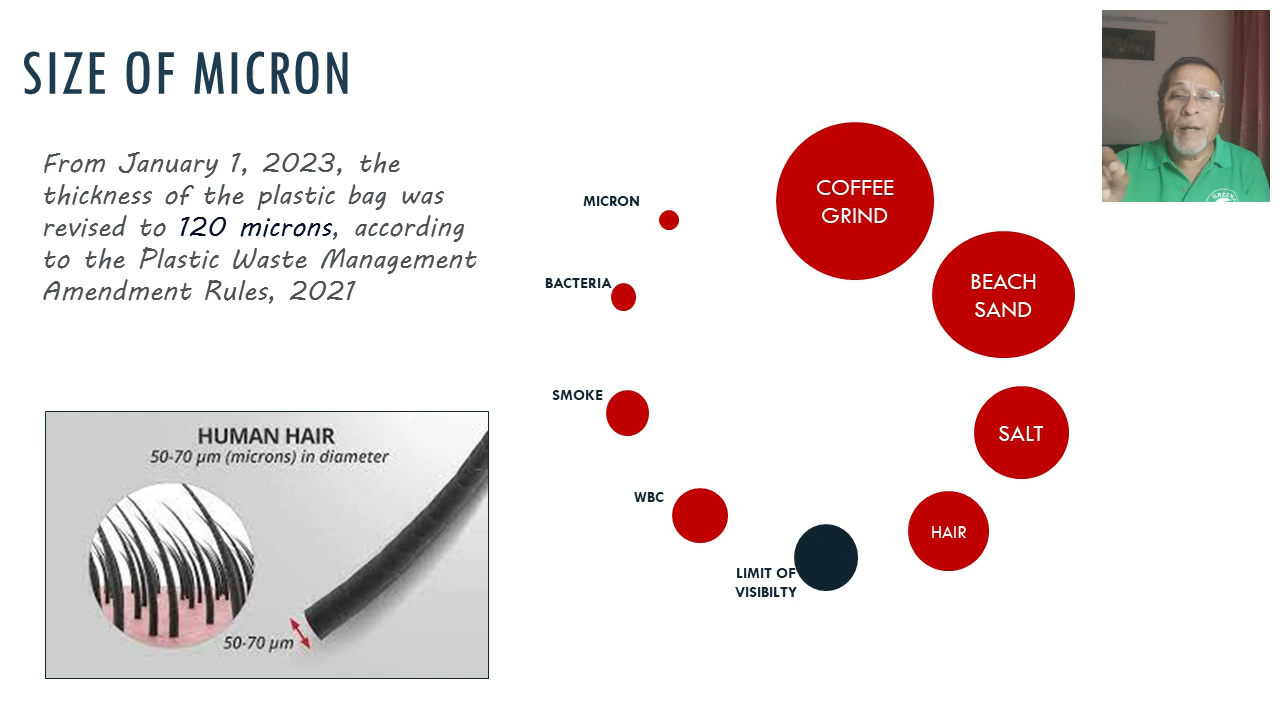 SIZE OF MICRON
From January 1, 2023, the
thickness of the plastic bag was
revised to 120 microns, according
to the Plastic Waste Management
Amendment Rules, 2021
HUMAN HAIR
50-70 µm (microns) in diameter
50-70 µm
MICRON
BACTERIA
SMOKE
WBC
LIMIT OF
VISIBILTY
HAIR
SALT
BEACH
SAND
COFFEE
GRIND
GREEN